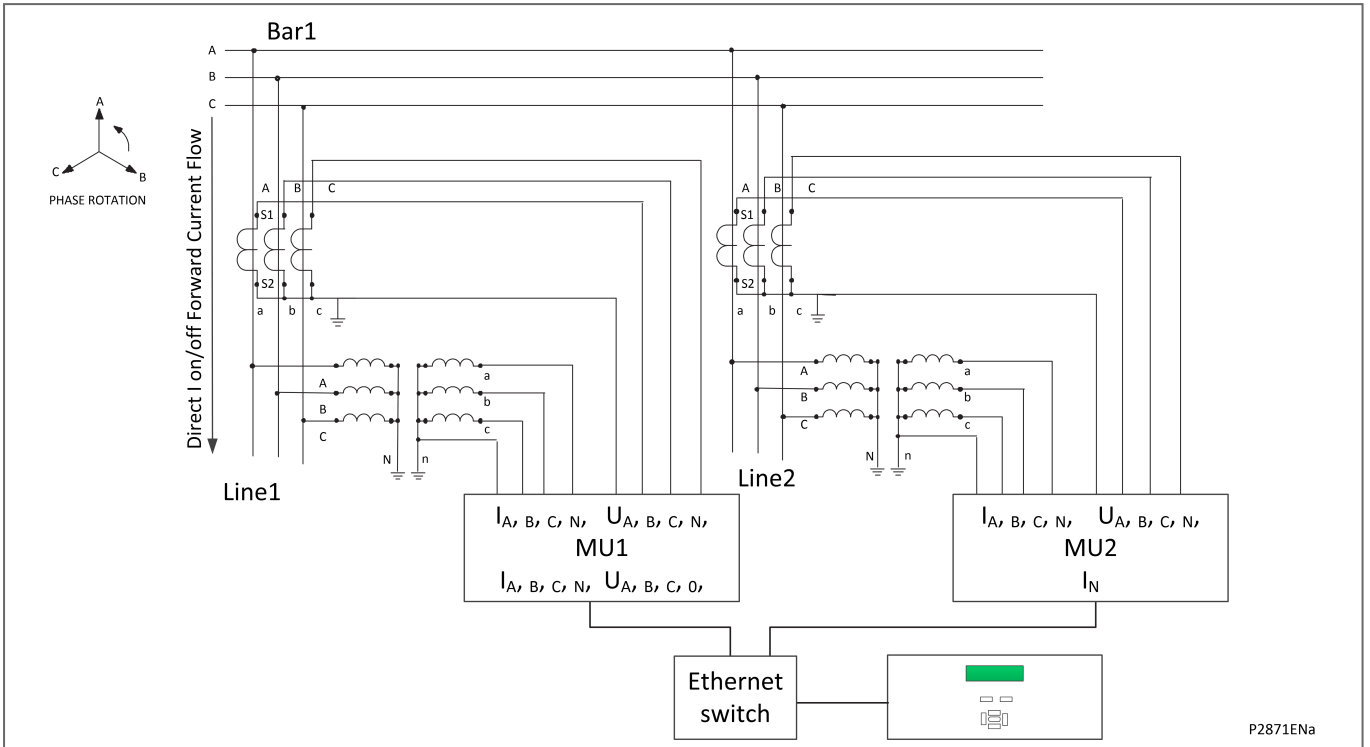 Bar1
A
B
C
A
C
B
PHASE ROTATION
Direct I on/off Forward Current Flow
A B C
S1
S2
a b c
A
B
C
a
b
c
N n
Line1
A B C
S1
S2
a b c
A
B
C
a
b
c
N n
Line2
IA, B, C, N, UA, B, C, N,
MU1
IA, B, C, N, UA, B, C, 0,
IA, B, C, N, UA, B, C, N,
MU2
IN
Ethernet
switch
P2871ENa